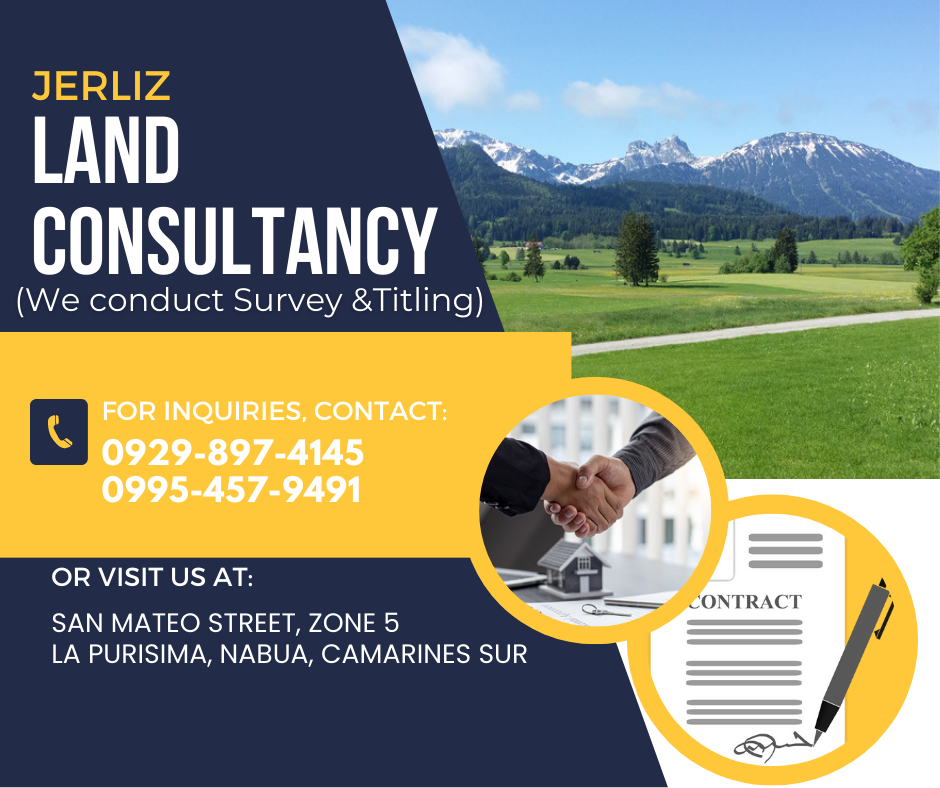 JERLIZ
LAND
CONSULTANCY
(We conduct Survey &Titling)
FOR INQUIRIES, CONTACT:
0929-897-4145
0995-457-9491
OR VISIT US AT:
SAN MATEO STREET, ZONE 5
LA PURISIMA, NABUA, CAMARINES SUR
CONTRACT